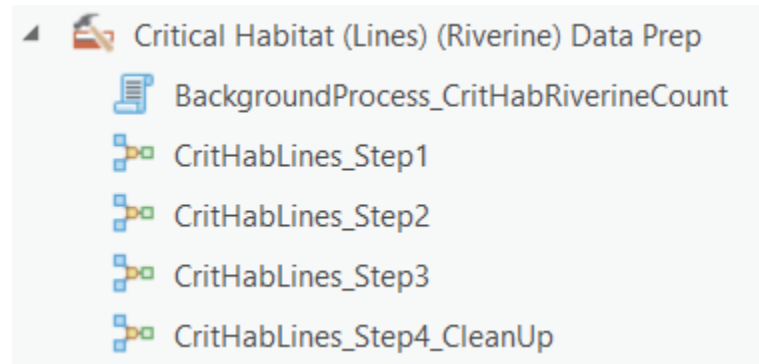 Critical Habitat (Lines) (Riverine) Data Prep
BackgroundProcess_CritHabRiverineCount
CritHabLines_Step1
CritHabLines_Step2
CritHabLines_Step3
CritHabLines_Step4_CleanUp